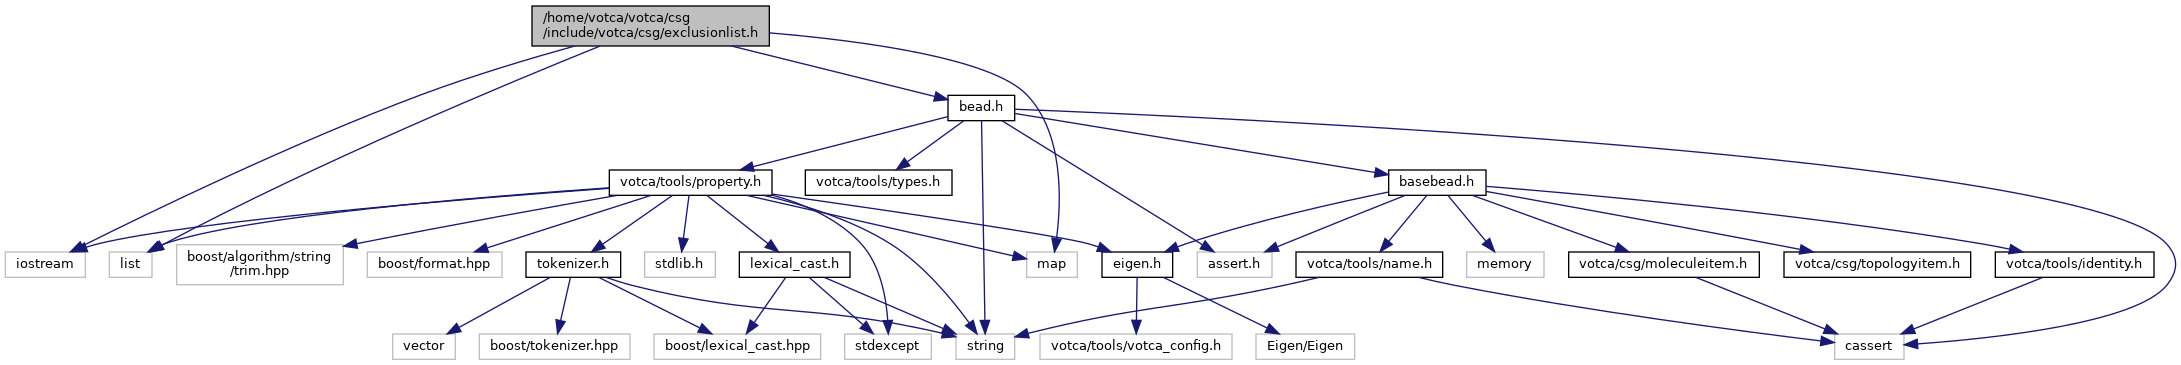 /home/votca/votca/csg
/include/votca/csg/exclusionlist.h
bead.h
votca/tools/property.h
votca/tools/types.h
basebead.h
iostream
list
boost/algorithm/string
/trim.hpp
boost/format.hpp
tokenizer.h
stdlib.h
lexical_cast.h
map
eigen.h
assert.h
votca/tools/name.h
memory
votca/csg/moleculeitem.h
votca/csg/topologyitem.h
votca/tools/identity.h
vector
boost/tokenizer.hpp
boost/lexical_cast.hpp
stdexcept
string
votca/tools/votca_config.h
Eigen/Eigen
cassert